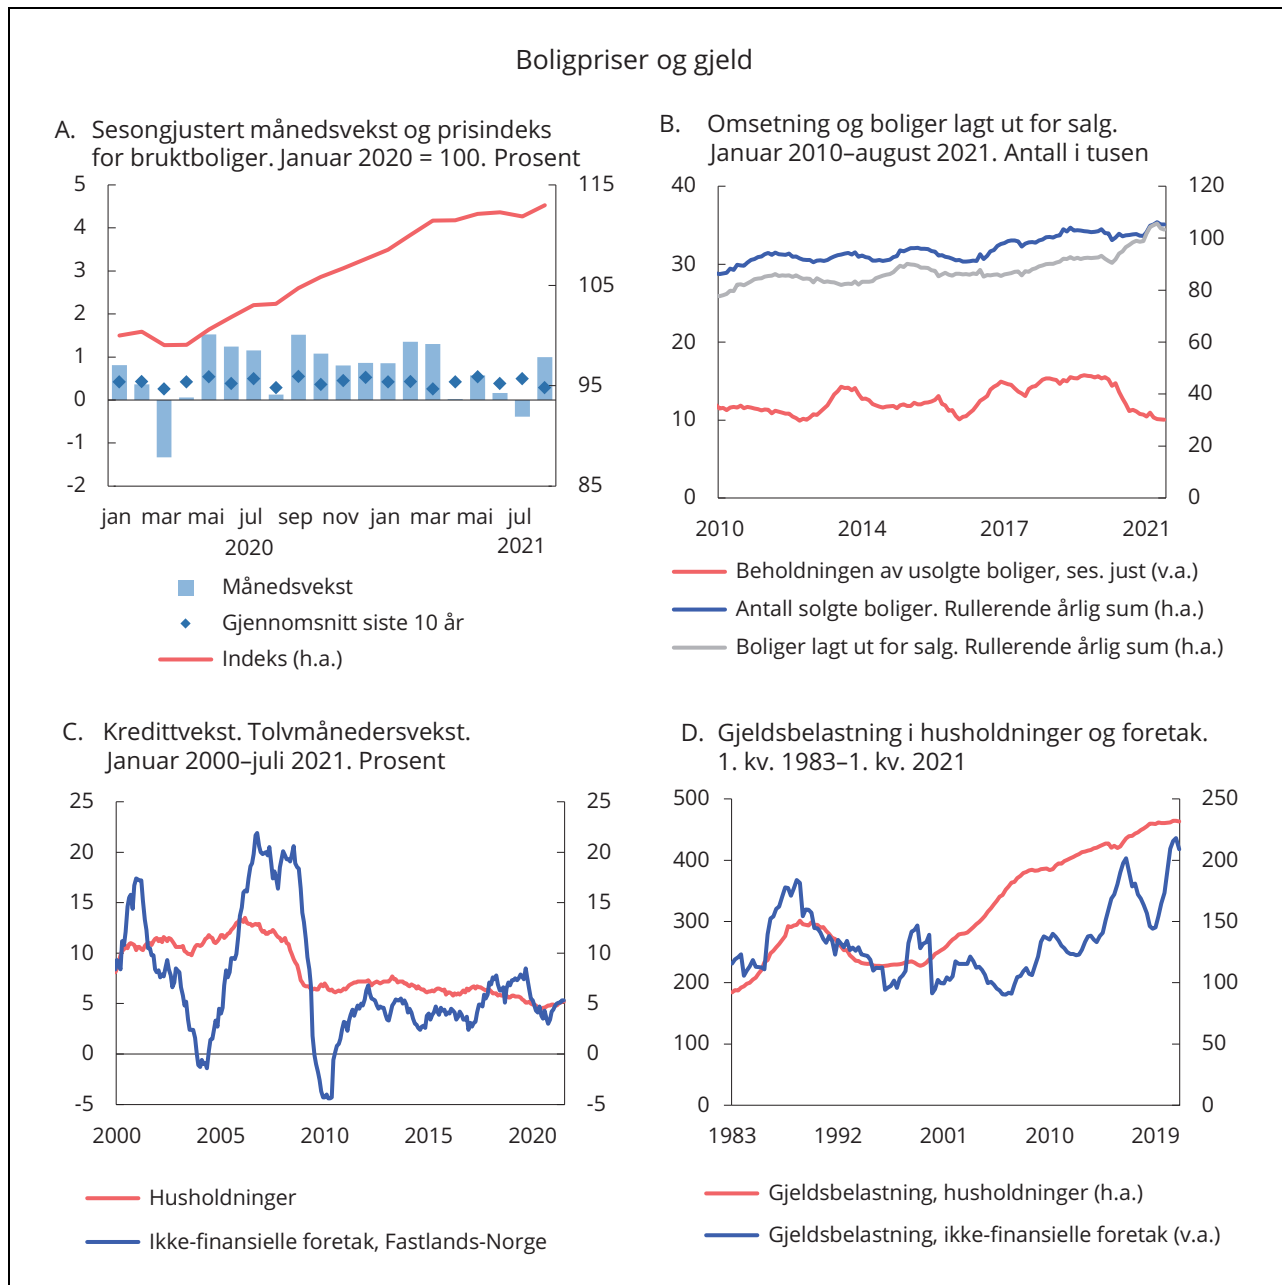 Boligpriser og gjeld
A. Sesongjustert månedsvekst og prisindeks
for bruktboliger. Januar 2020 = 100. Prosent
5
4
3
2
1
0
-1
-2
115
105
95
85
jan mar mai jul sep nov jan mar mai jul
2020 2021
Månedsvekst
Gjennomsnitt siste 10 år
Indeks (h.a.)
B. Omsetning og boliger lagt ut for salg.
Januar 2010–august 2021. Antall i tusen
40
30
20
10
0
120
100
80
60
40
20
0
2010 2014 2017 2021
Beholdningen av usolgte boliger, ses. just (v.a.)
Antall solgte boliger. Rullerende årlig sum (h.a.)
Boliger lagt ut for salg. Rullerende årlig sum (h.a.)
C. Kredittvekst. Tolvmånedersvekst.
Januar 2000–juli 2021. Prosent
25
20
15
10
5
0
-5
25
20
15
10
5
0
-5
2000 2005 2010 2015 2020
Husholdninger
Ikke-finansielle foretak, Fastlands-Norge
D. Gjeldsbelastning i husholdninger og foretak.
1. kv. 1983–1. kv. 2021
500
400
300
200
100
0
250
200
150
100
50
0
1983 1992 2001 2010 2019
Gjeldsbelastning, husholdninger (h.a.)
Gjeldsbelastning, ikke-finansielle foretak (v.a.)